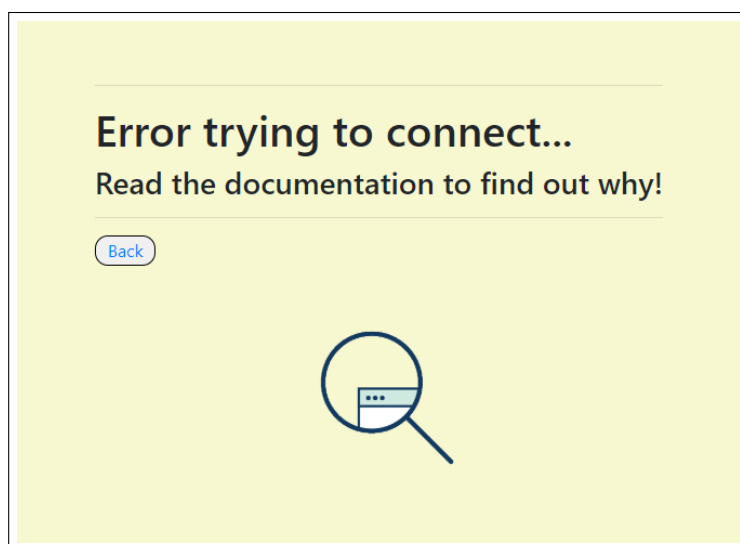 Error trying to connect...
Read the documentation to find out why!
Back